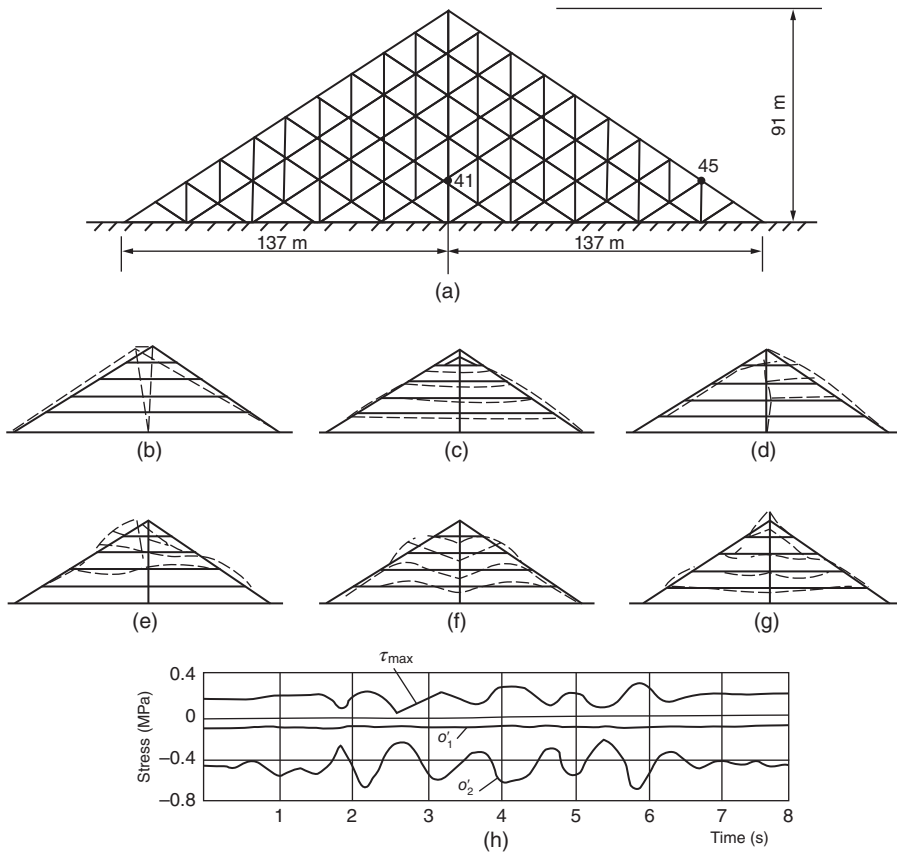 91 m
45
41
137 m 137 m
(a)
(b) (c) (d)
(e) (f) (g)
τmax
0.4
0
−0.4
−0.8
Stress (MPa)
σ′1
σ′2
1 2 3 4 5 6 7 8
Time (s)
(h)